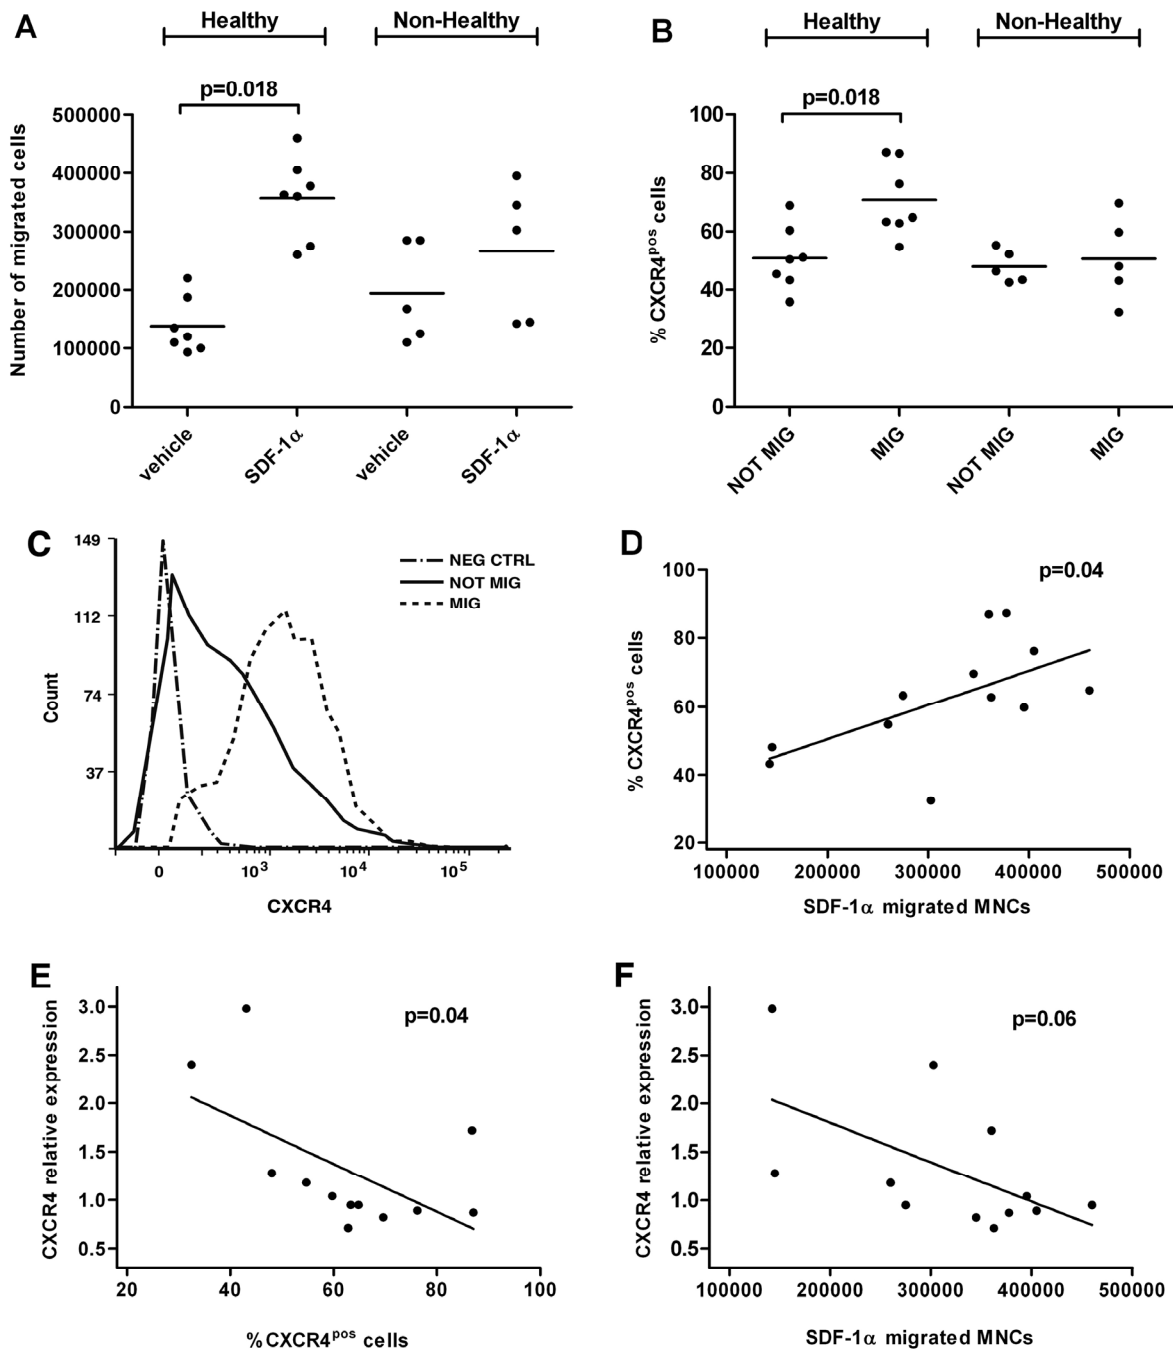 A
Healthy
Non-Healthy
p=0.018
Number of migrated cells
500000
400000
300000
200000
100000
0
vehicle
SDF-1α
vehicle
SDF-1α
B
Healthy
Non-Healthy
p=0.018
% CXCR4pos cells
100
80
60
40
20
0
NOT MIG
MIG
NOT MIG
MIG
C
149
112
74
37
Count
NEG CTRL
NOT MIG
MIG
0
10³
10⁴
10⁵
CXCR4
D
p=0.04
% CXCR4pos cells
100
80
60
40
20
100000
200000
300000
400000
500000
SDF-1α migrated MNCs
E
p=0.04
CXCR4 relative expression
3.0
2.5
2.0
1.5
1.0
0.5
20
40
60
80
100
%CXCR4pos cells
F
p=0.06
CXCR4 relative expression
3.0
2.5
2.0
1.5
1.0
0.5
100000
200000
300000
400000
500000
SDF-1α migrated MNCs